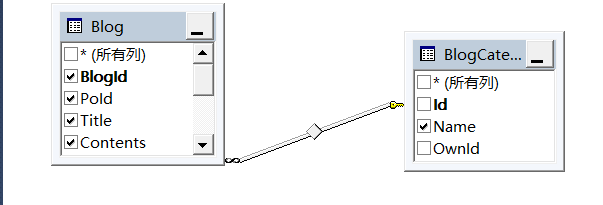 Blog
* (所有列)
BlogId
PoId
Title
Contents
BlogCate...
* (所有列)
Id
Name
OwnId